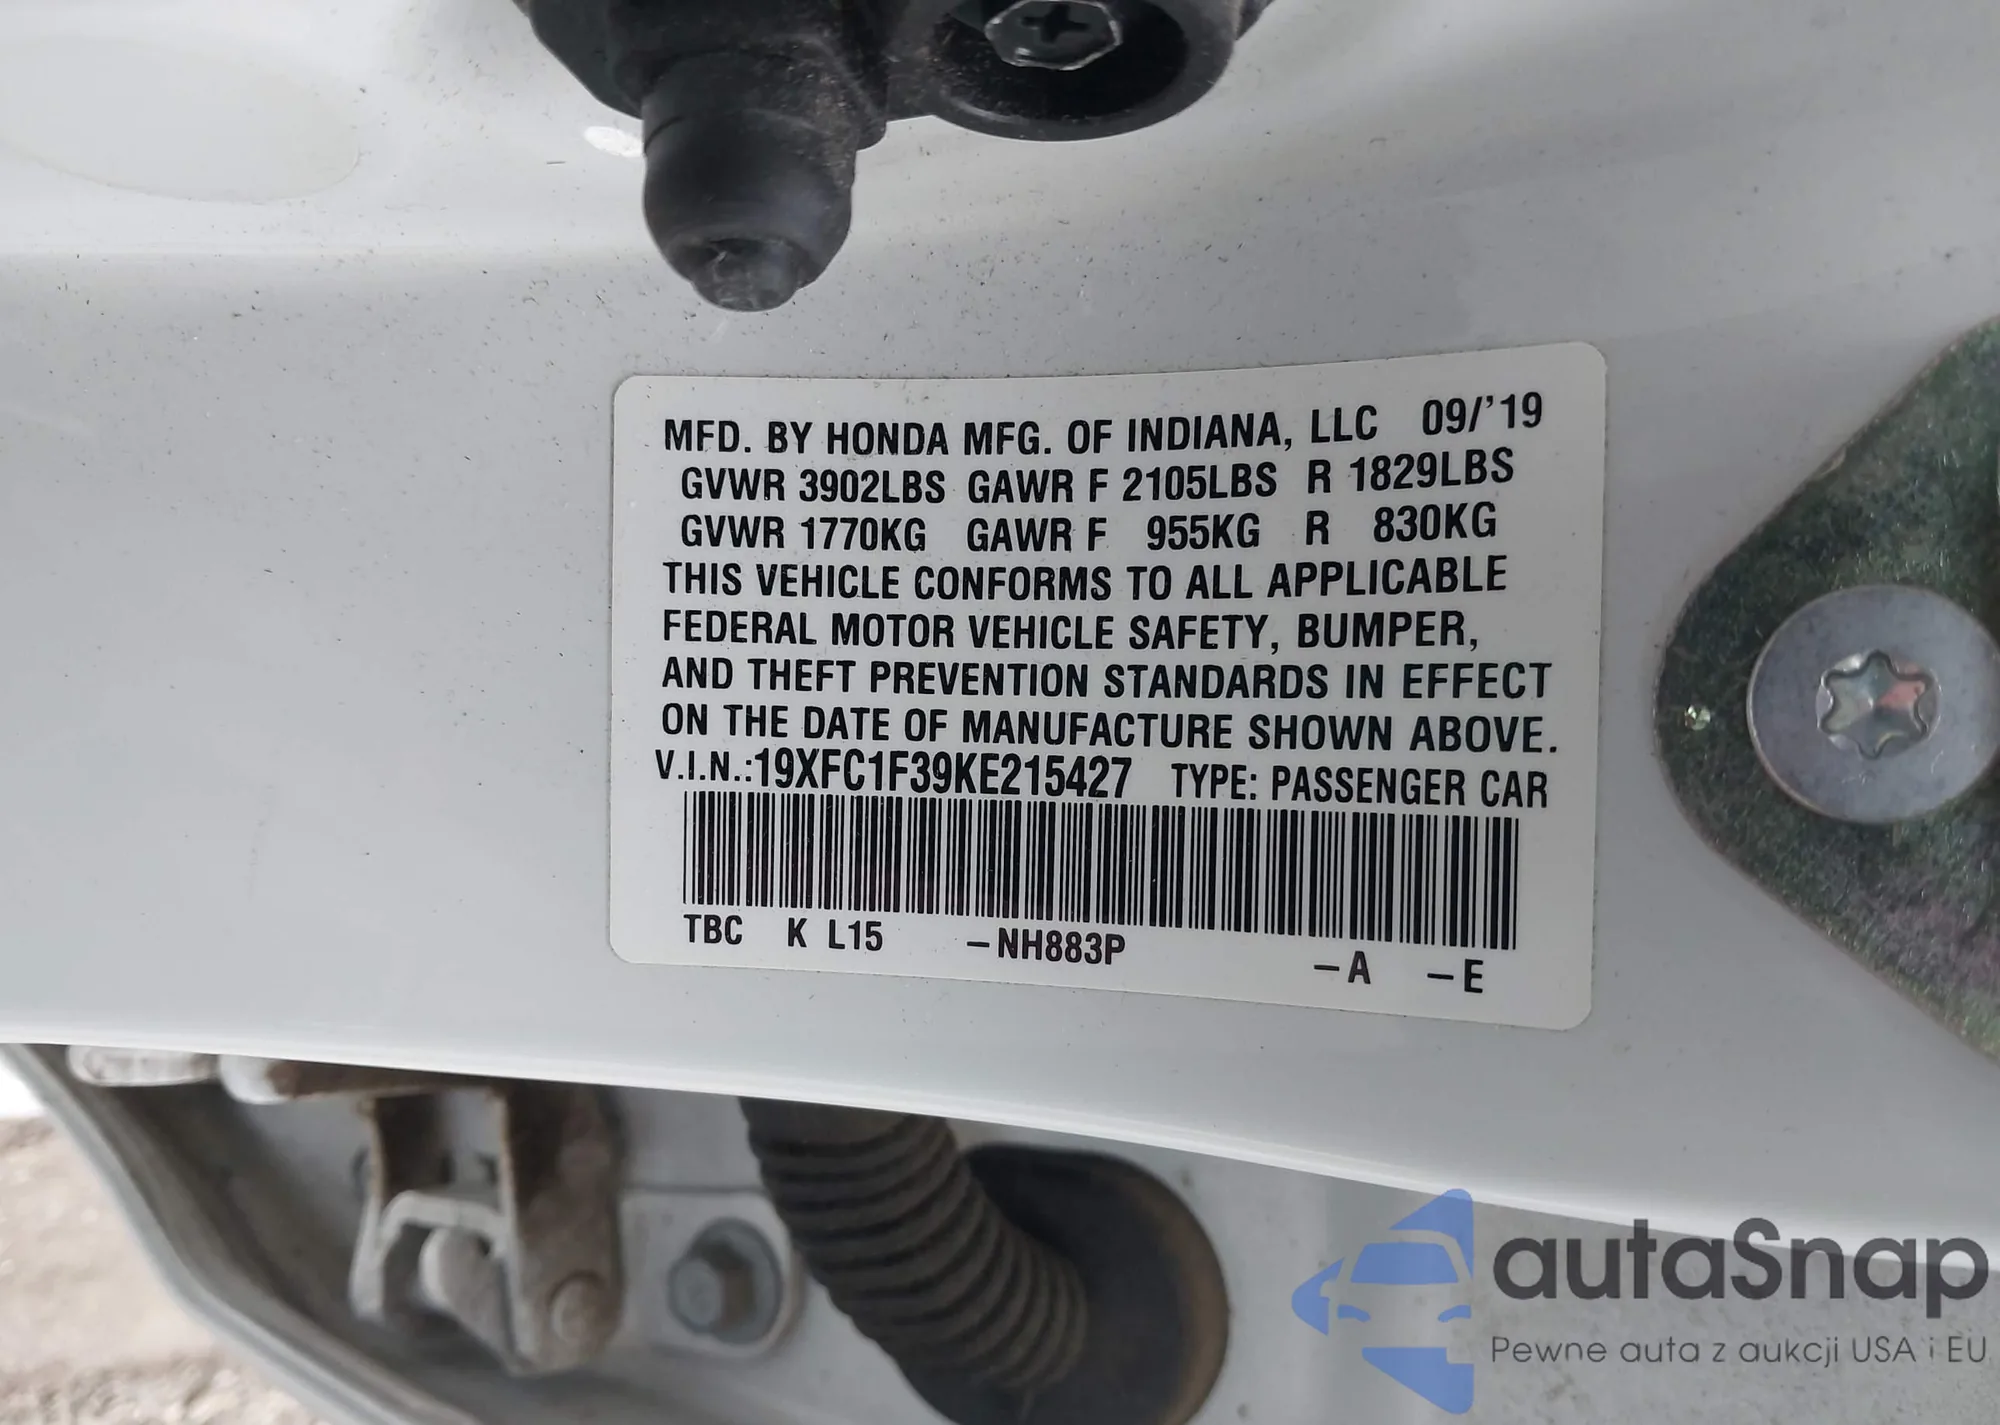 MFD. BY HONDA MFG. OF INDIANA, LLC 09/'19
GVWR 3902LBS GAWR F 2105LBS R 1829LBS
GVWR 1770KG GAWR F 955KG R 830KG
THIS VEHICLE CONFORMS TO ALL APPLICABLE
FEDERAL MOTOR VEHICLE SAFETY, BUMPER,
AND THEFT PREVENTION STANDARDS IN EFFECT
ON THE DATE OF MANUFACTURE SHOWN ABOVE.
V.I.N.:19XFC1F39KE215427 TYPE: PASSENGER CAR
TBC K L15 –NH883P –A –E
autaSnap
Pewne auta z aukcji USA i EU